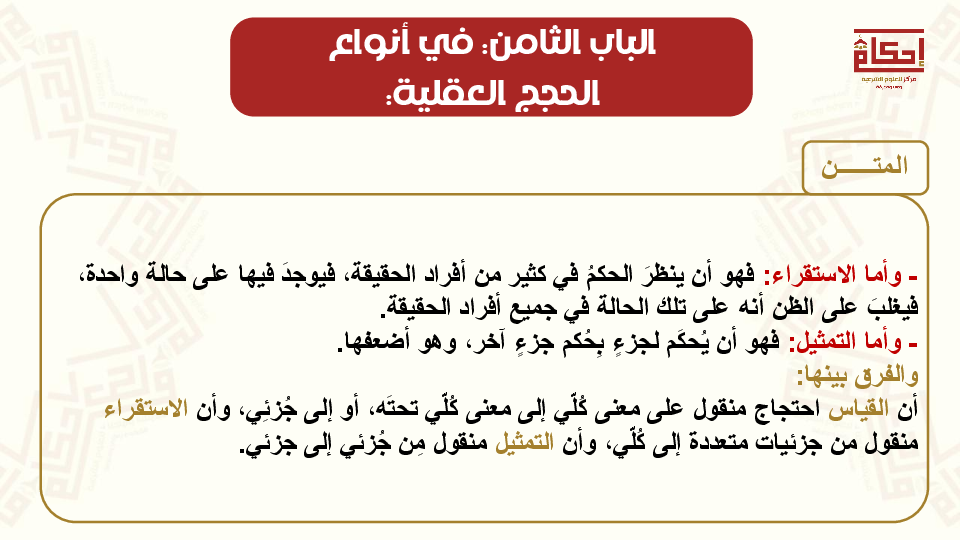 الباب الثامن: في أنواع
الحجج العقلية:
إحكام
مركز للعلوم الشرعية
المتـــــــن
- وأما الاستقراء: فهو أن ينظرَ الحكمُ في كثير من أفراد الحقيقة، فيوجدَ فيها على حالة واحدة،
فيغلبَ على الظن أنه على تلك الحالة في جميع أفراد الحقيقة.
- وأما التمثيل: فهو أن يُحكَم لجزءٍ بِحُكم جزءٍ آخر، وهو أضعفها.
والفرق بينها:
أن القياس احتجاج منقول على معنى كُلّي إلى معنى كُلّي تحتَه، أو إلى جُزئِي، وأن الاستقراء
منقول من جزئيات متعددة إلى كُلّي، وأن التمثيل منقول مِن جُزئي إلى جزئي.